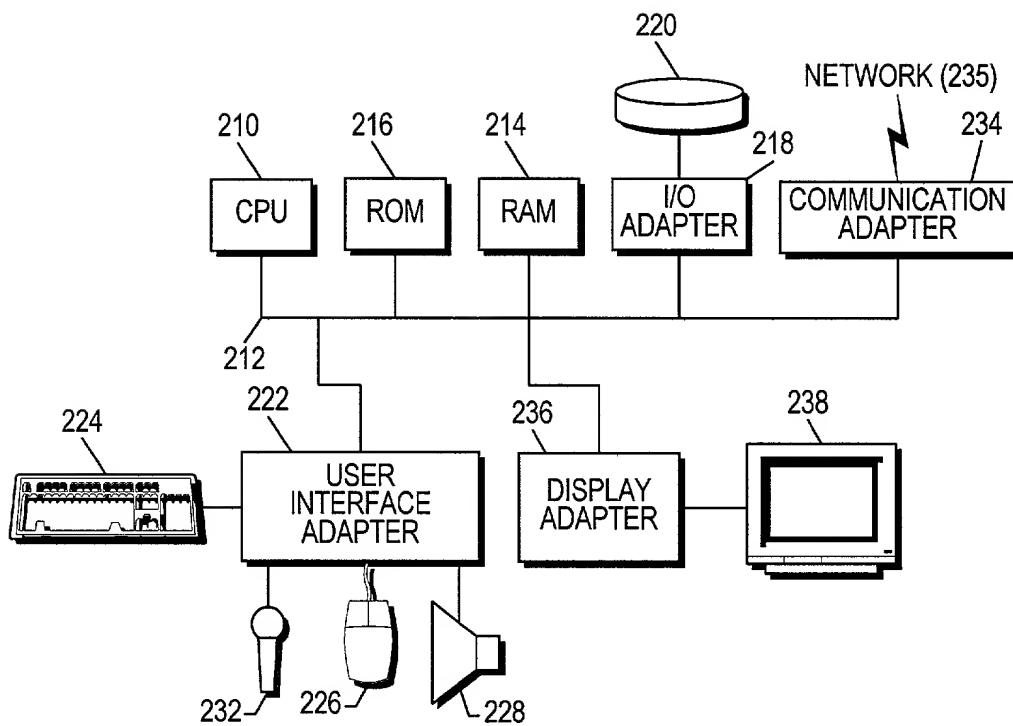 220
NETWORK (235)
210
216
214
218
234
CPU
ROM
RAM
I/O
ADAPTER
COMMUNICATION
ADAPTER
212
224
222
236
238
USER
INTERFACE
ADAPTER
DISPLAY
ADAPTER
232
226
228